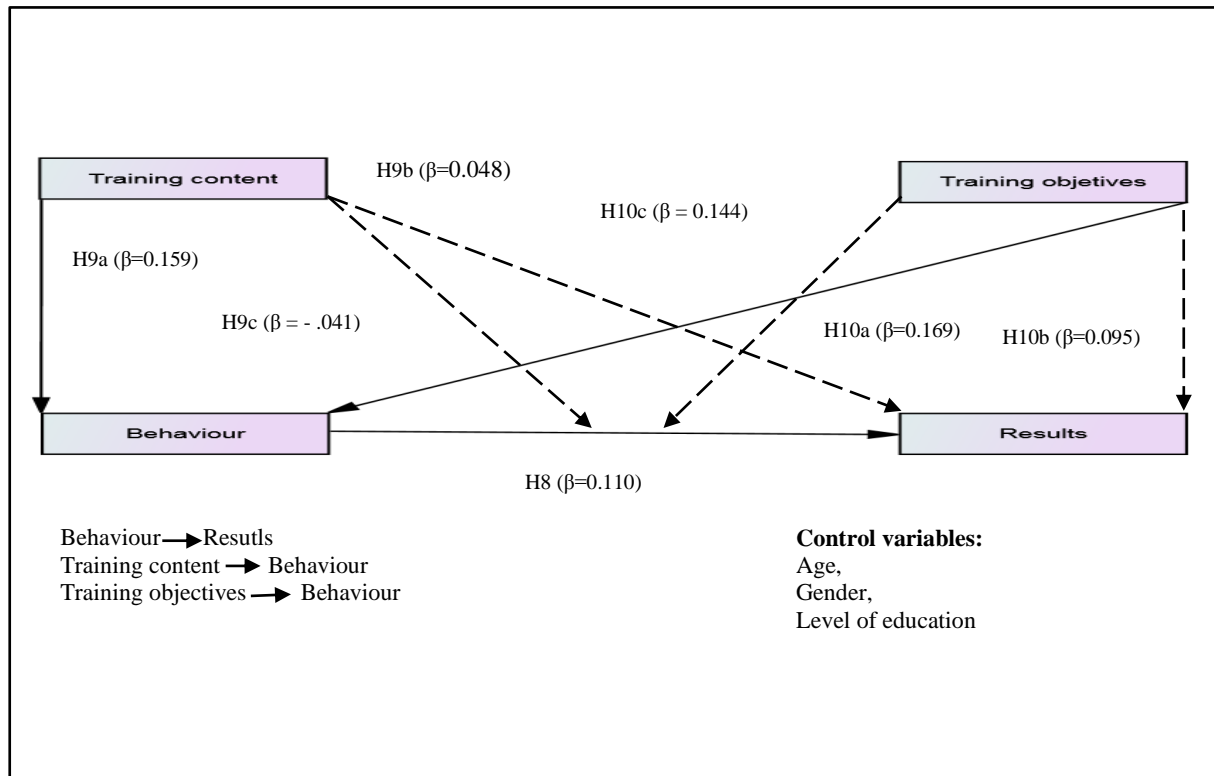 Training content
H9b (β=0.048)
Training objetives
H10c (β = 0.144)
H9a (β=0.159)
H9c (β = - .041)
H10a (β=0.169)
H10b (β=0.095)
Behaviour
Results
H8 (β=0.110)
Behaviour → Resutls
Training content → Behaviour
Training objectives → Behaviour
Control variables:
Age,
Gender,
Level of education